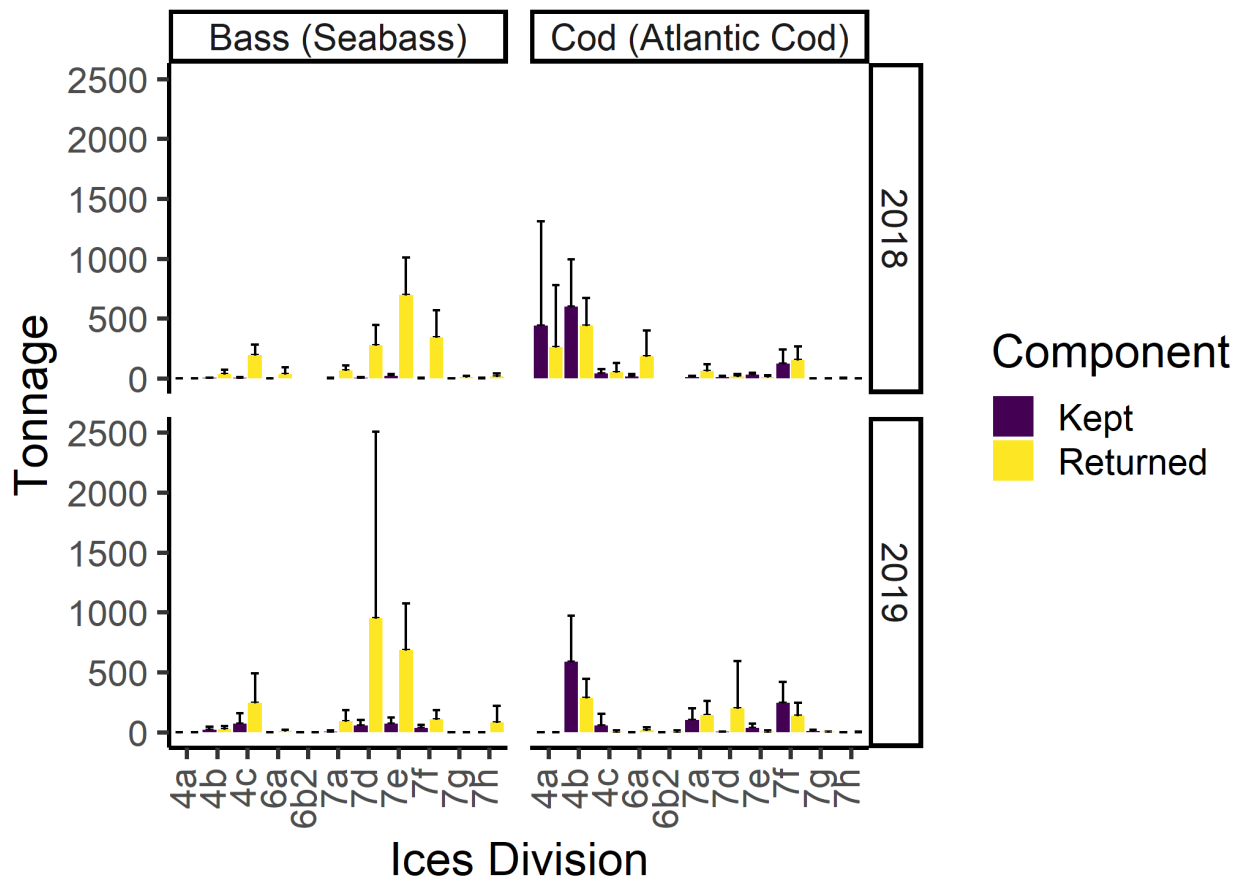 Bass (Seabass)
Cod (Atlantic Cod)
2500
2000
1500
1000
500
0
2018
2500
2000
1500
1000
500
0
2019
Tonnage
4a
4b
4c
6a
6b2
7a
7d
7e
7f
7g
7h
4a
4b
4c
6a
6b2
7a
7d
7e
7f
7g
7h
Ices Division
Component
Kept
Returned